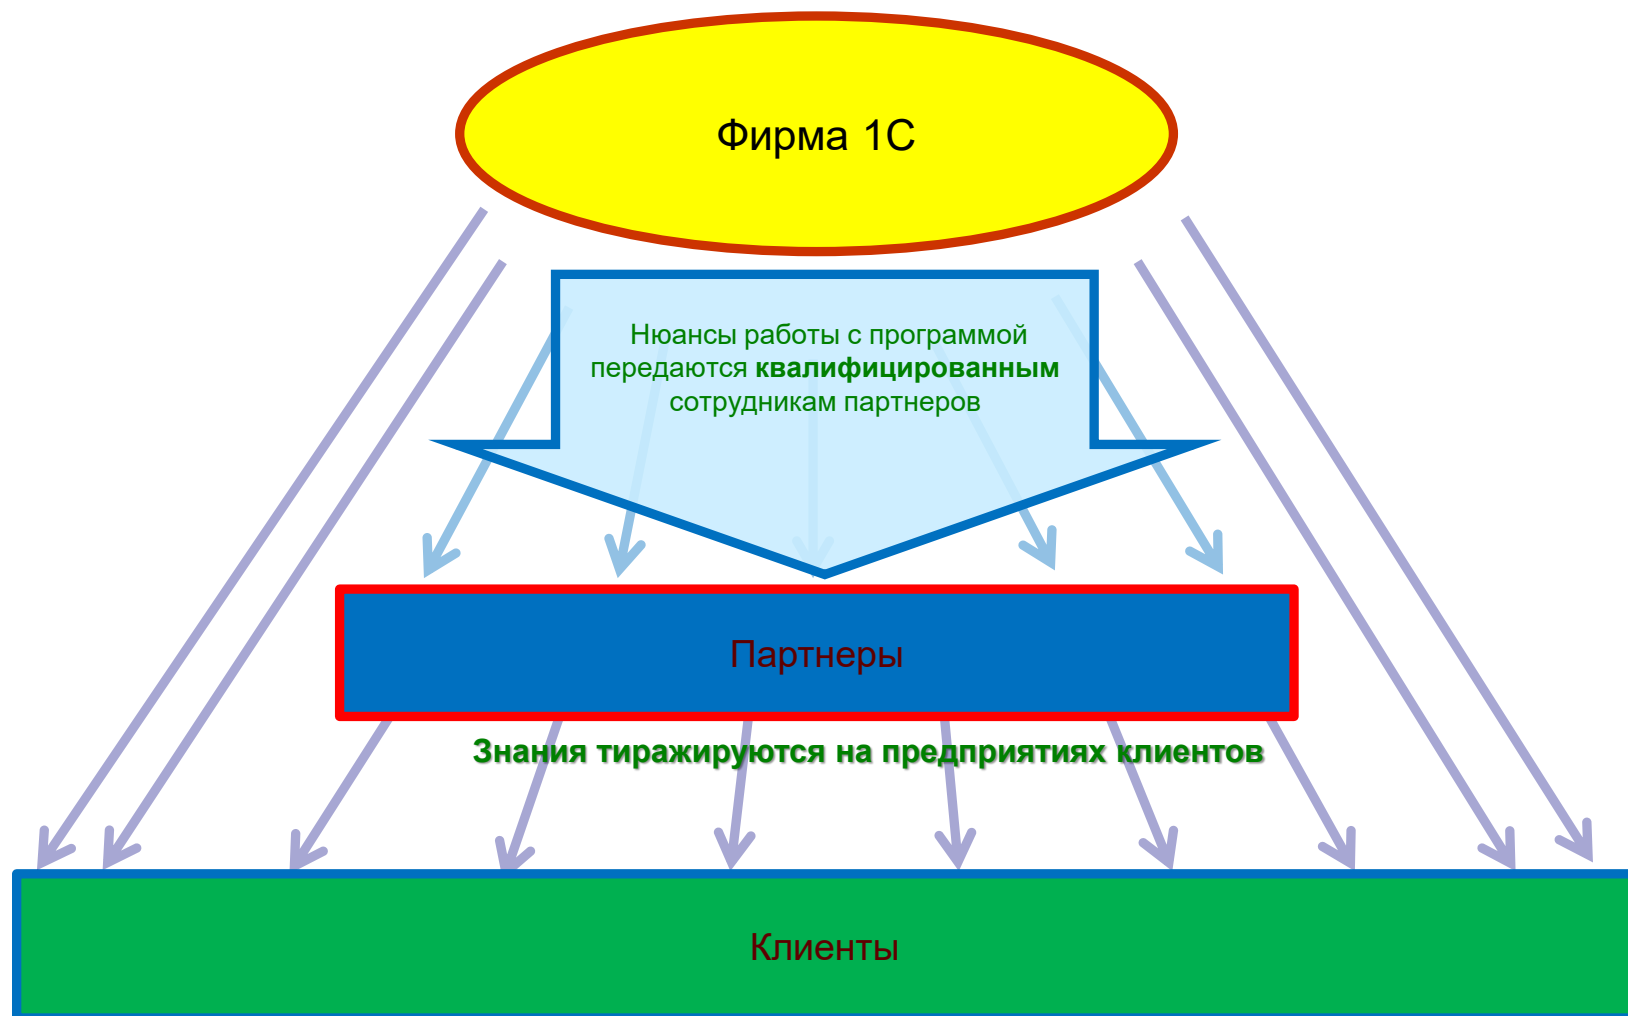 Фирма 1С
Нюансы работы с программой
передаются квалифицированным
сотрудникам партнеров
Партнеры
Знания тиражируются на предприятиях клиентов
Клиенты